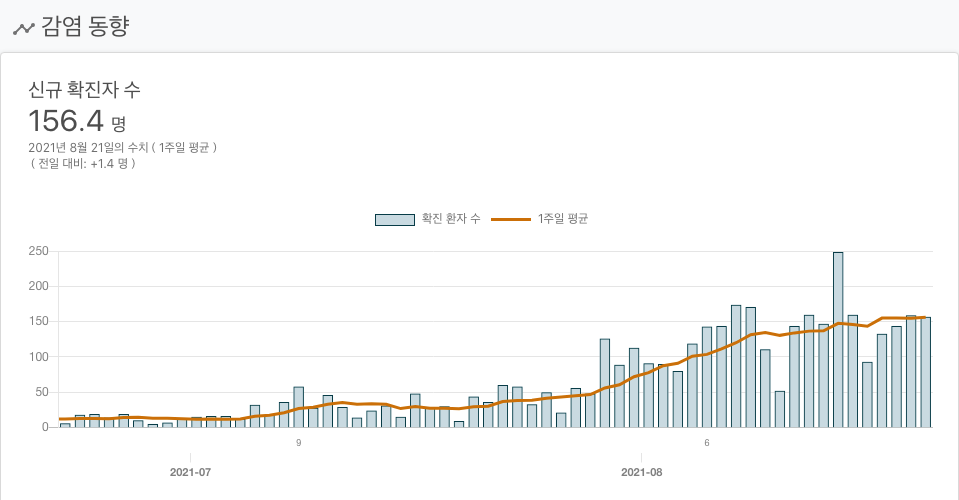 감염 동향
신규 확진자 수
156.4 명
2021년 8월 21일의 수치 ( 1주일 평균 )
( 전일 대비: +1.4 명 )
확진 환자 수 1주일 평균
250
200
150
100
50
0
9 6
2021-07 2021-08